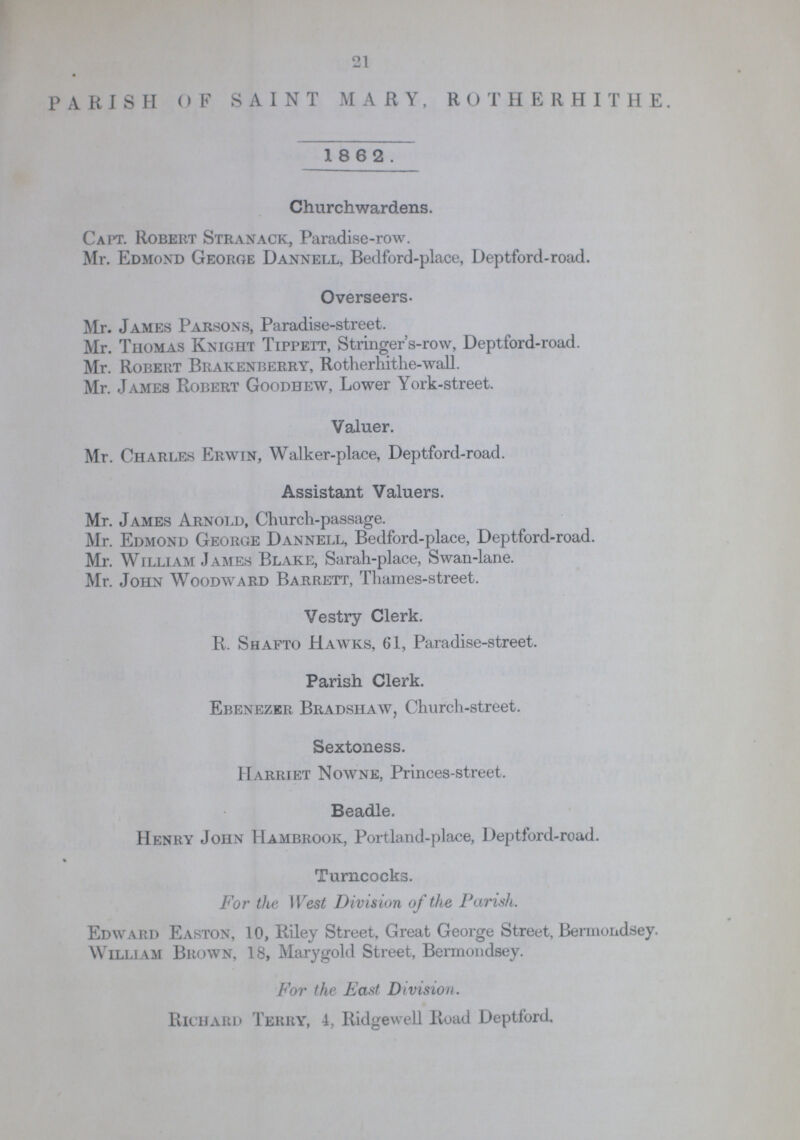 21
PARISH OF SAINT MARY, ROTHERHITHE.
1862.
Churchwardens.
CAPT. ROBERT STRANACK, Paradise-row.
Mr. EDMOND GEORGE DANNELL, Bedford-place, Deptford-road.
Overseers.
Mr. JAMES PARSONS, Paradise-street.
Mr. THOMAS KNIGHT TIPPETT, Stringer's-row, Deptford-road.
Mr. ROBERT BRAKENBERRY, Rotherhithe-wall.
Mr. JAMES ROBERT GOODHEW, Lower York-street.
Valuer.
Mr. CHARLES ERWIN, Walker-place, Deptford-road.
Assistant Valuers.
Mr. JAMES ARNOLD, Church-passage.
Mr. EDMOND GEORGE DANNELL, Bedford-place, Deptford-road.
Mr. WILLIAM JAMES BLAKE, Sarah-place, Swan-lane.
Mr. JOHN WOODWARD BARRETT, Thames-street.
Vestry Clerk.
R. SHAFTO HAWKS, 61, Paradise-street.
Parish Clerk.
EBENEZER BRADSHAW, Church-street.
Sextoness.
HARRIET NOWNE, Princes-street.
Beadle.
HENRY JOHN HAMBROOK, Portland-place, Deptford-road.
Turncocks.
For the West Division of the Parish.
EDWARD EASTON, 10, Riley Street, Great George Street, Bermondsey.
WILLIAM BROWN, 18, Marygold Street, Bermondsey.
For the East Division.
RICHARD TERRY, 4, Ridgewell Road Deptford.